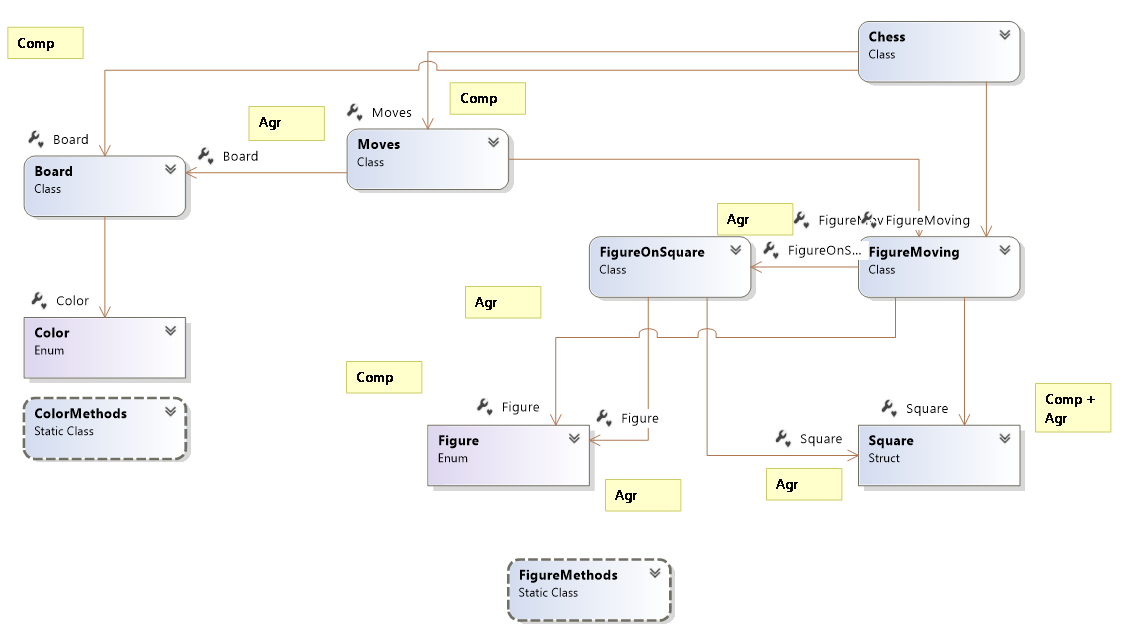 Comp
Chess
Class
Comp
Agr
Moves
Board
Board
Moves
Class
Board
Class
Agr
FigureMov
FigureMoving
FigureOnS...
FigureOnSquare
Class
FigureMoving
Class
Agr
Color
Color
Enum
Comp
Comp +
Agr
ColorMethods
Static Class
Figure
Figure
Square
Square
Figure
Enum
Square
Struct
Agr
Agr
FigureMethods
Static Class